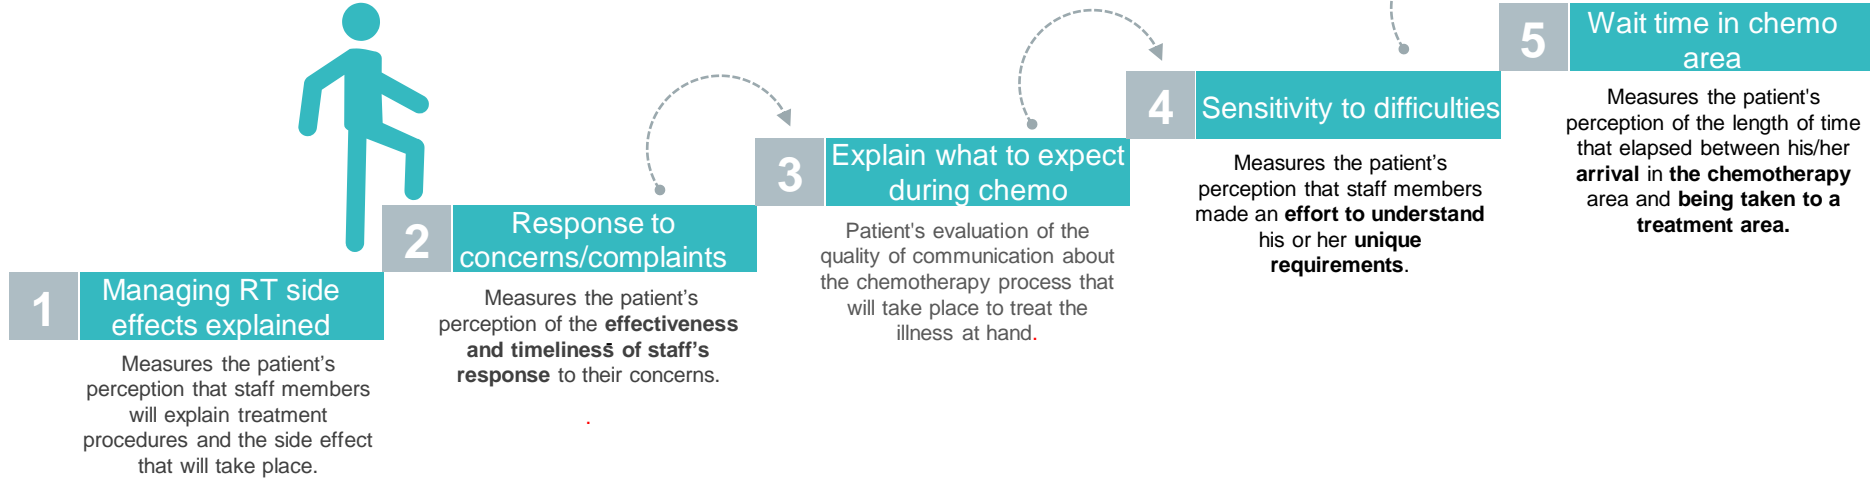 1
Managing RT side
effects explained
Measures the patient’s
perception that staff members
will explain treatment
procedures and the side effect
that will take place.
2
Response to
concerns/complaints
Measures the patient’s
perception of the effectiveness
and timeliness of staff’s
response to their concerns.
.
3
Explain what to expect
during chemo
Patient's evaluation of the
quality of communication about
the chemotherapy process that
will take place to treat the
illness at hand.
4
Sensitivity to difficulties
Measures the patient’s
perception that staff members
made an effort to understand
his or her unique
requirements.
5
Wait time in chemo
area
Measures the patient's
perception of the length of time
that elapsed between his/her
arrival in the chemotherapy
area and being taken to a
treatment area.